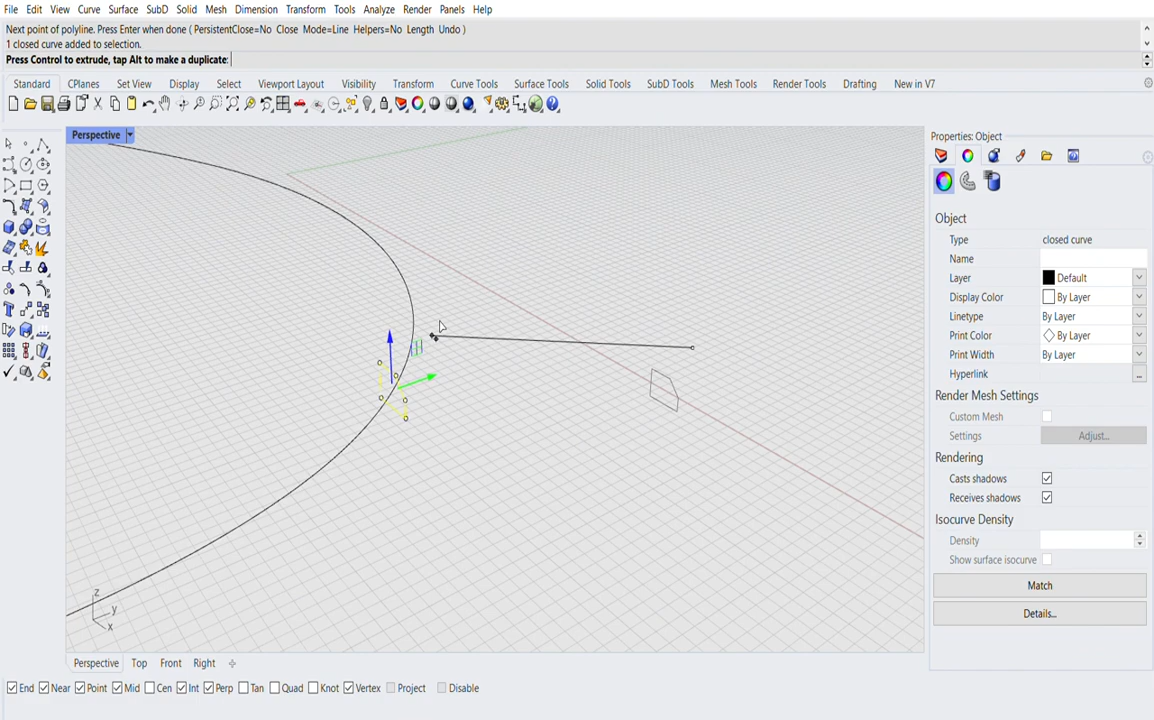 File Edit View Curve Surface SubD Solid Mesh Dimension Transform Tools Analyze Render Panels Help
Next point of polyline. Press Enter when done ( PersistentClose=No Close Mode=Line Helpers=No Length Undo )
1 closed curve added to selection.
Press Control to extrude, tap Alt to make a duplicate:
Standard CPlanes Set View Display Select Viewport Layout Visibility Transform Curve Tools Surface Tools Solid Tools SubD Tools Mesh Tools Render Tools Drafting New in V7
Perspective
Properties: Object
Object
Type closed curve
Name
Layer Default
Display Color By Layer
Linetype By Layer
Print Color By Layer
Print Width By Layer
Hyperlink ...
Render Mesh Settings
Custom Mesh
Settings Adjust...
Rendering
Casts shadows
Receives shadows
Isocurve Density
Density
Show surface isocurve
Match
Details...
z
y
x
Perspective Top Front Right
End Near Point Mid Cen Int Perp Tan Quad Knot Vertex Project Disable